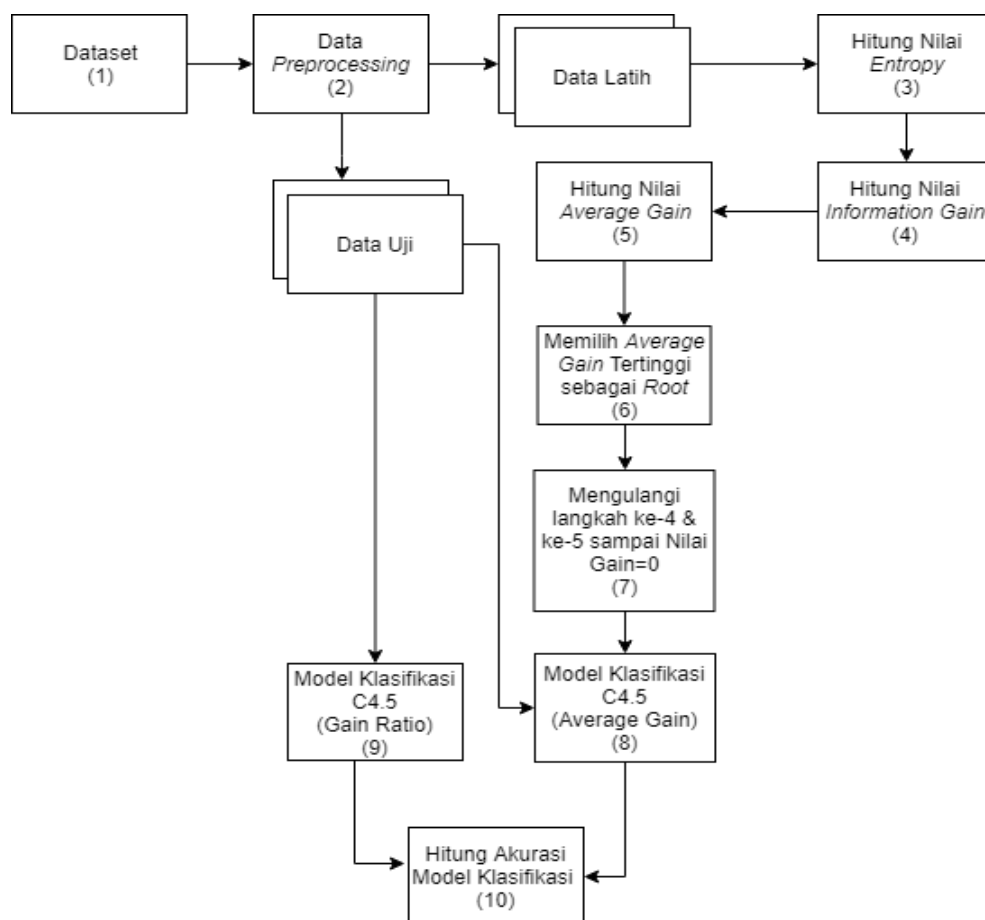 Dataset
(1)
Data
Preprocessing
(2)
Data Latih
Hitung Nilai
Entropy
(3)
Hitung Nilai
Information Gain
(4)
Hitung Nilai
Average Gain
(5)
Data Uji
Memilih Average
Gain Tertinggi
sebagai Root
(6)
Mengulangi
langkah ke-4 &
ke-5 sampai Nilai
Gain=0
(7)
Model Klasifikasi
C4.5
(Average Gain)
(8)
Model Klasifikasi
C4.5
(Gain Ratio)
(9)
Hitung Akurasi
Model Klasifikasi
(10)